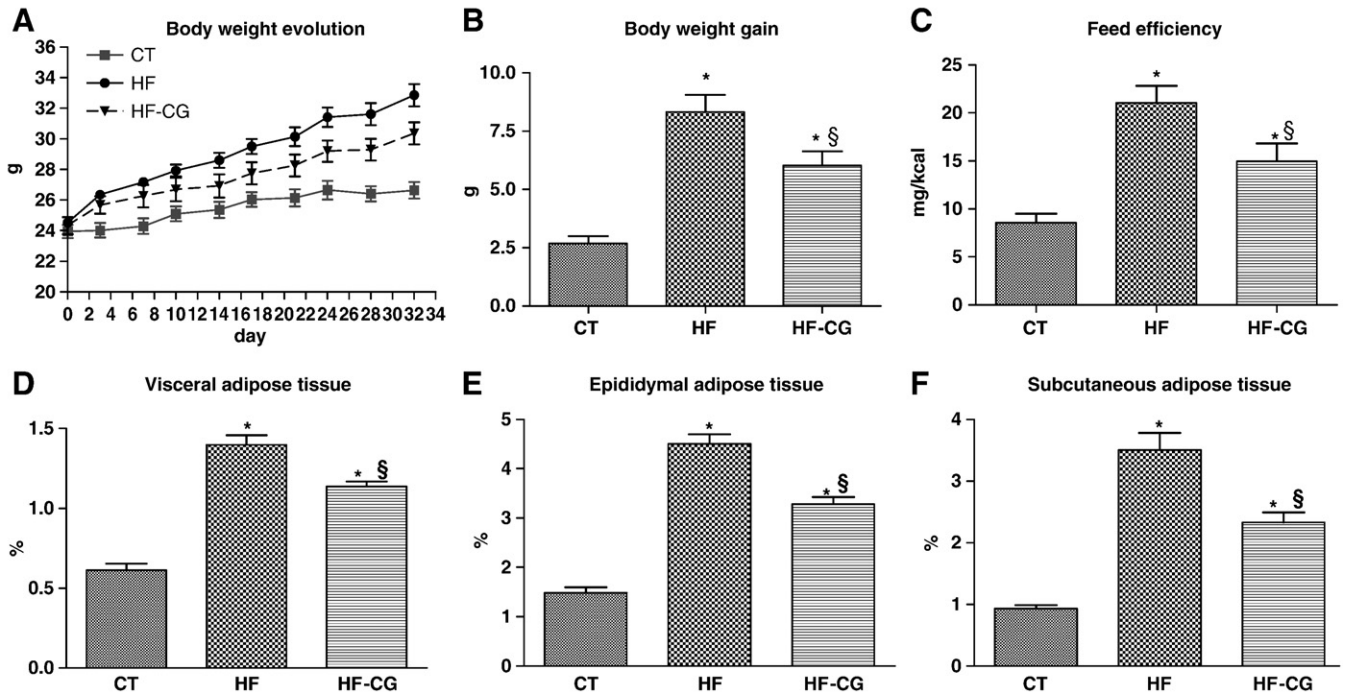 A
Body weight evolution
36
34
32
30
28
26
24
22
20
g
CT
HF
HF-CG
0 2 4 6 8 10 12 14 16 18 20 22 24 26 28 30 32 34
day
B
Body weight gain
10.0
7.5
5.0
2.5
0.0
g
*
* §
CT HF HF-CG
C
Feed efficiency
25
20
15
10
5
0
mg/kcal
*
* §
CT HF HF-CG
D
Visceral adipose tissue
1.5
1.0
0.5
0.0
%
*
* §
CT HF HF-CG
E
Epididymal adipose tissue
5
4
3
2
1
0
%
*
* §
CT HF HF-CG
F
Subcutaneous adipose tissue
4
3
2
1
0
%
*
* §
CT HF HF-CG